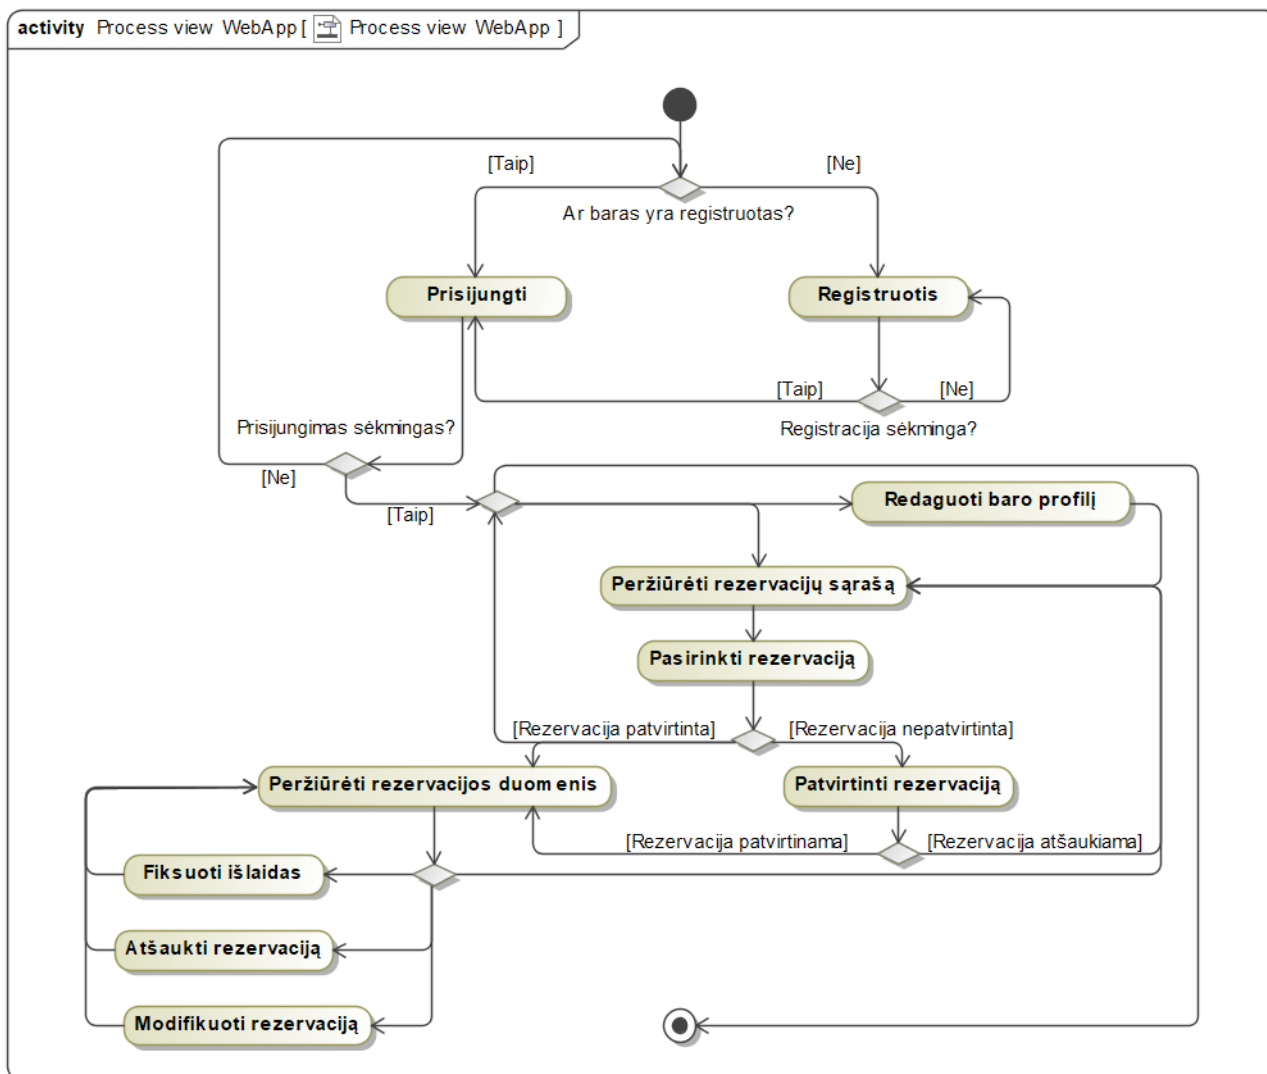 activity Process view WebApp [ Process view WebApp ]
[Taip]
[Ne]
Ar baras yra registruotas?
Prisijungti
Registruotis
[Taip]
[Ne]
Prisijungimas sėkmingas?
Registracija sėkminga?
[Ne]
[Taip]
Redaguoti baro profilį
Peržiūrėti rezervacijų sąrašą
Pasirinkti rezervaciją
[Rezervacija patvirtinta]
[Rezervacija nepatvirtinta]
Peržiūrėti rezervacijos duomenis
Patvirtinti rezervaciją
[Rezervacija patvirtinama]
[Rezervacija atšaukiama]
Fiksuoti išlaidas
Atšaukti rezervaciją
Modifikuoti rezervaciją